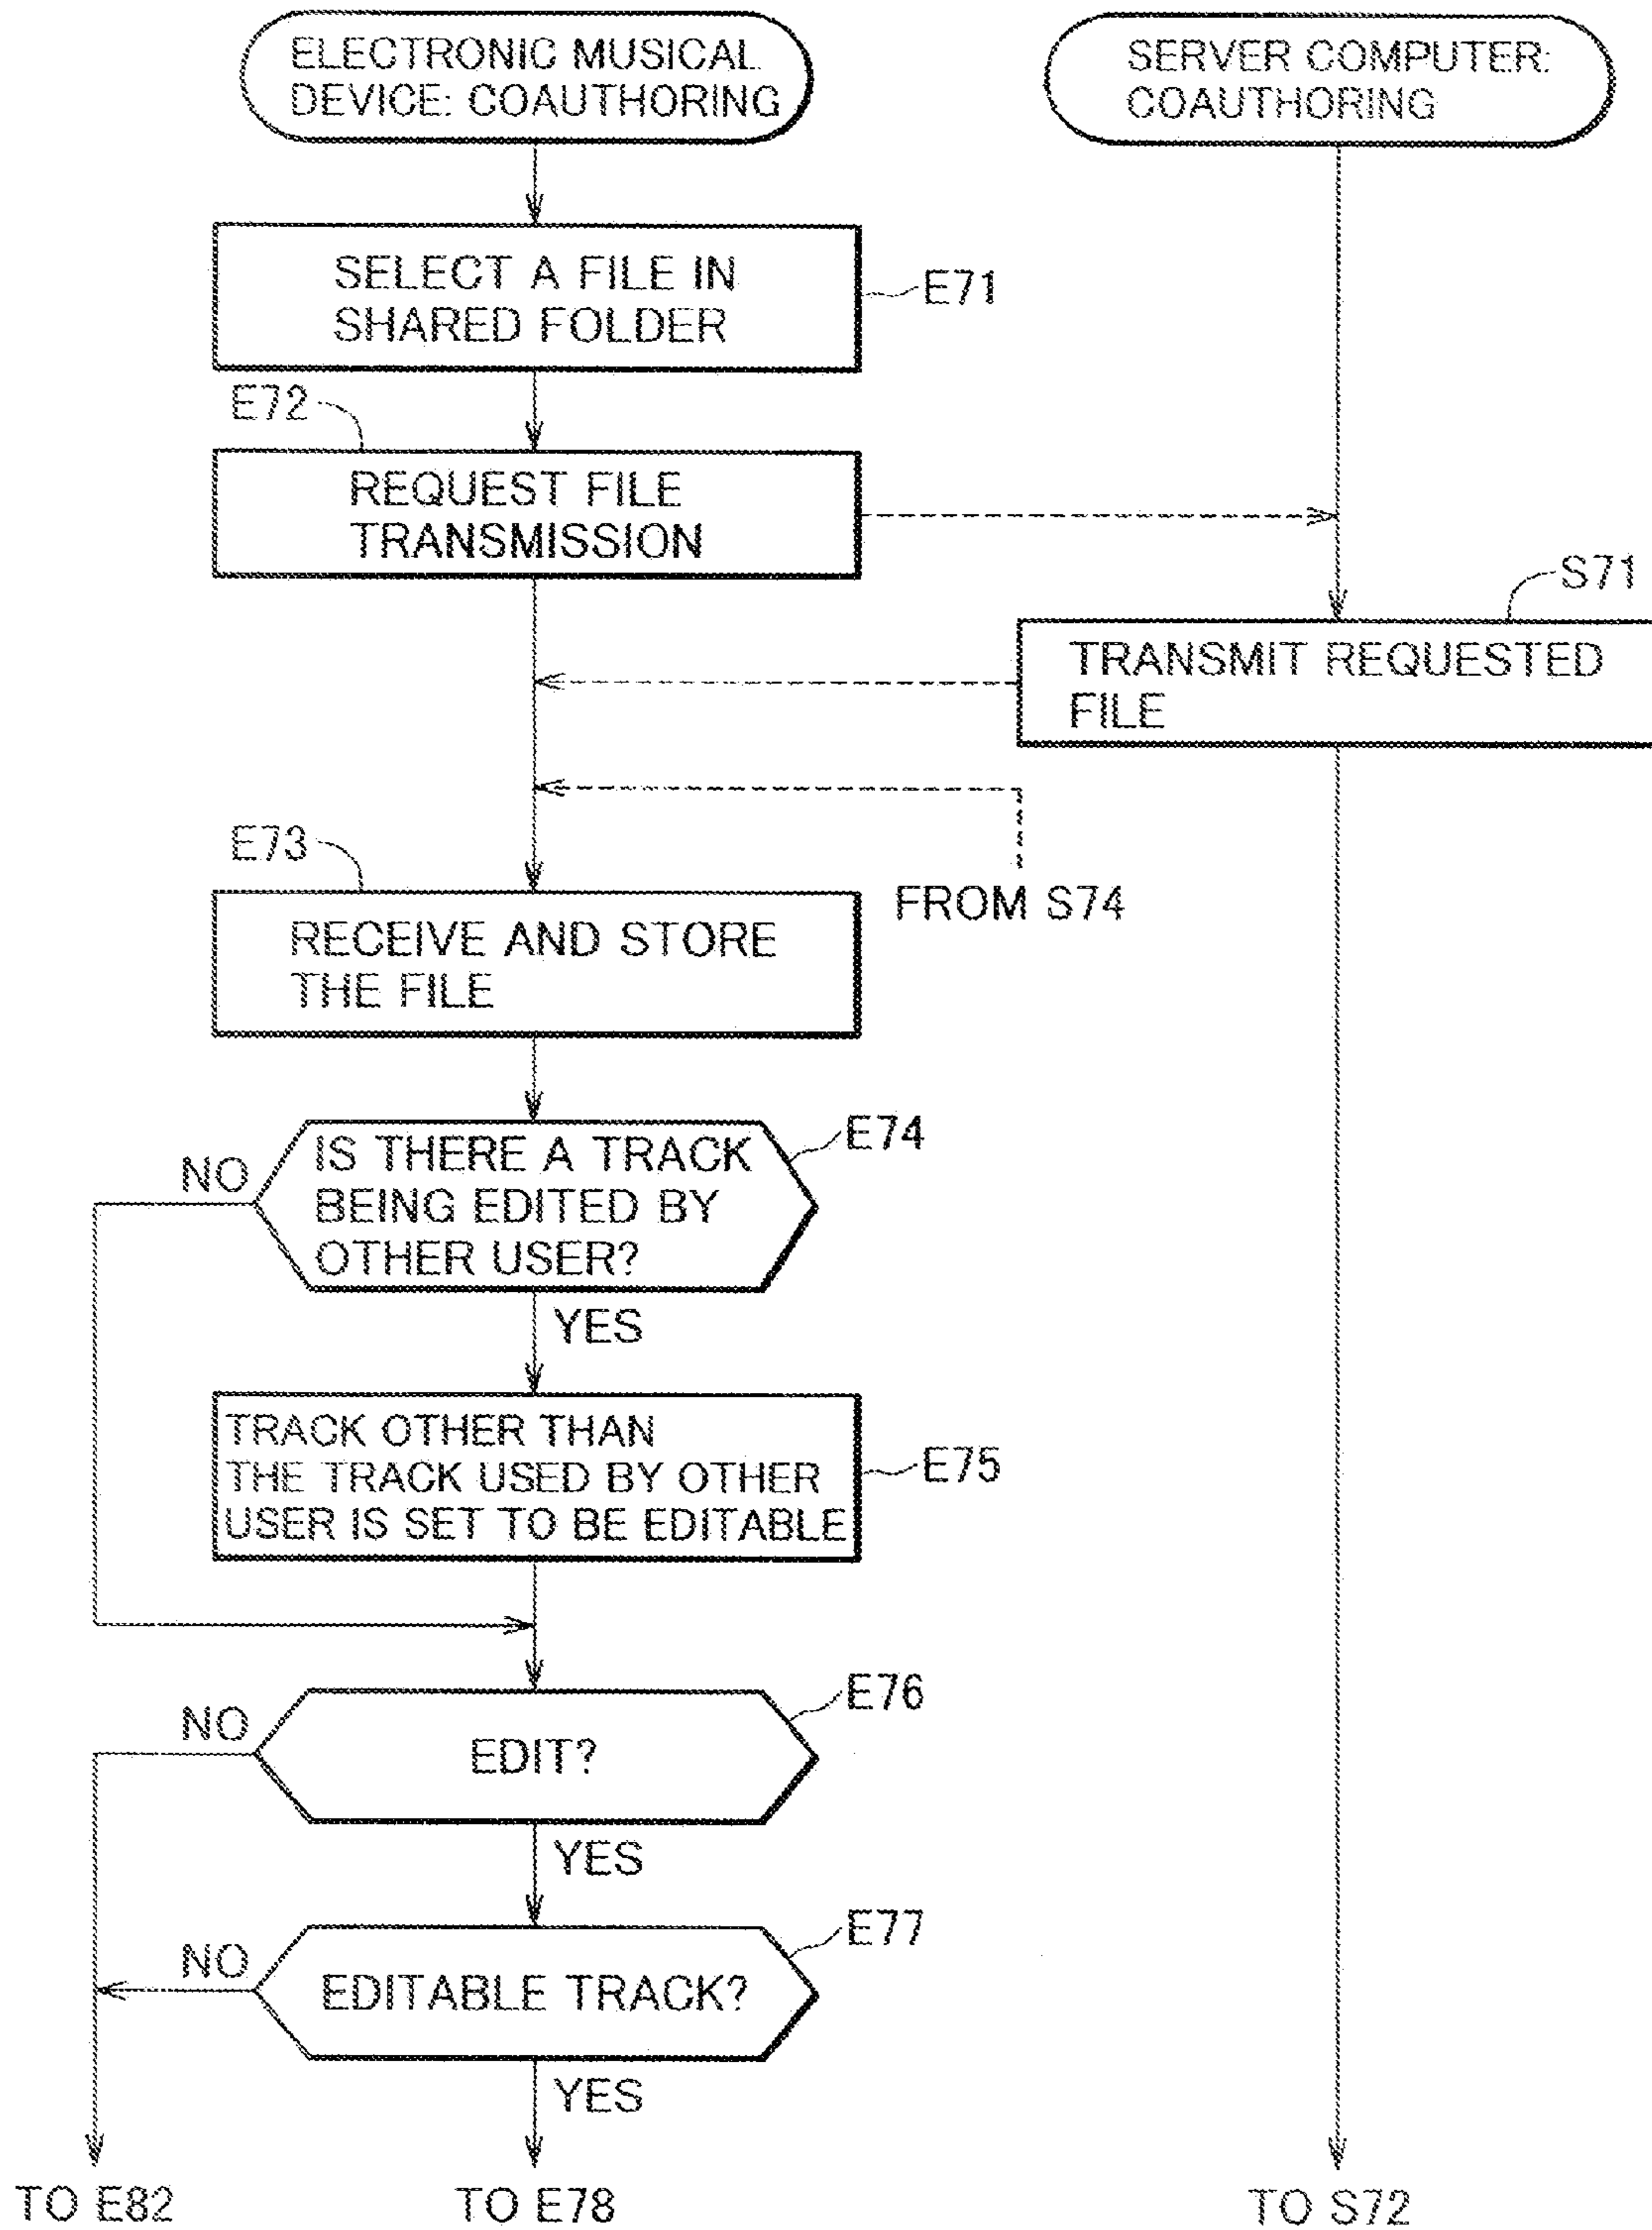 ELECTRONIC MUSICAL
DEVICE: COAUTHORING
SERVER COMPUTER:
COAUTHORING
SELECT A FILE IN
SHARED FOLDER
E71
E72
REQUEST FILE
TRANSMISSION
S71
TRANSMIT REQUESTED
FILE
E73
FROM S74
RECEIVE AND STORE
THE FILE
E74
NO
IS THERE A TRACK
BEING EDITED BY
OTHER USER?
YES
TRACK OTHER THAN
THE TRACK USED BY OTHER
USER IS SET TO BE EDITABLE
E75
E76
NO
EDIT?
YES
E77
NO
EDITABLE TRACK?
YES
TO E82
TO E78
TO S72